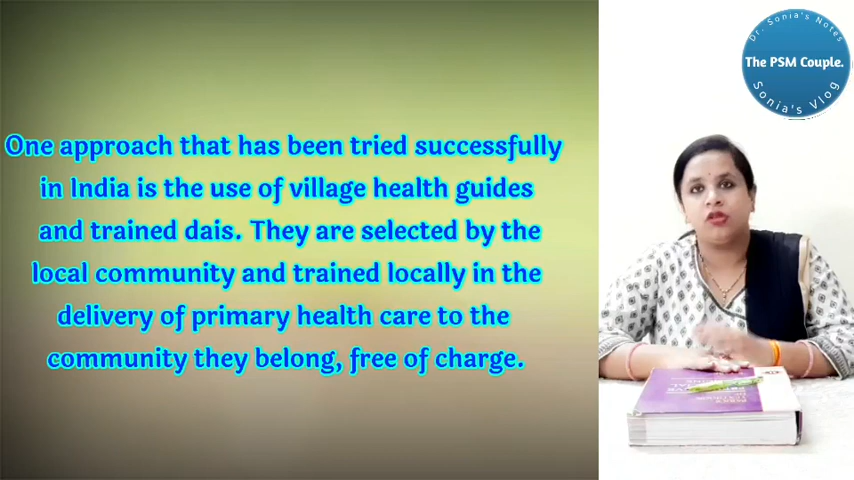 One approach that has been tried successfully
in India is the use of village health guides
and trained dais. They are selected by the
local community and trained locally in the
delivery of primary health care to the
community they belong, free of charge.
Dr. Sonia's Notes
The PSM Couple.
Sonia's Vlog